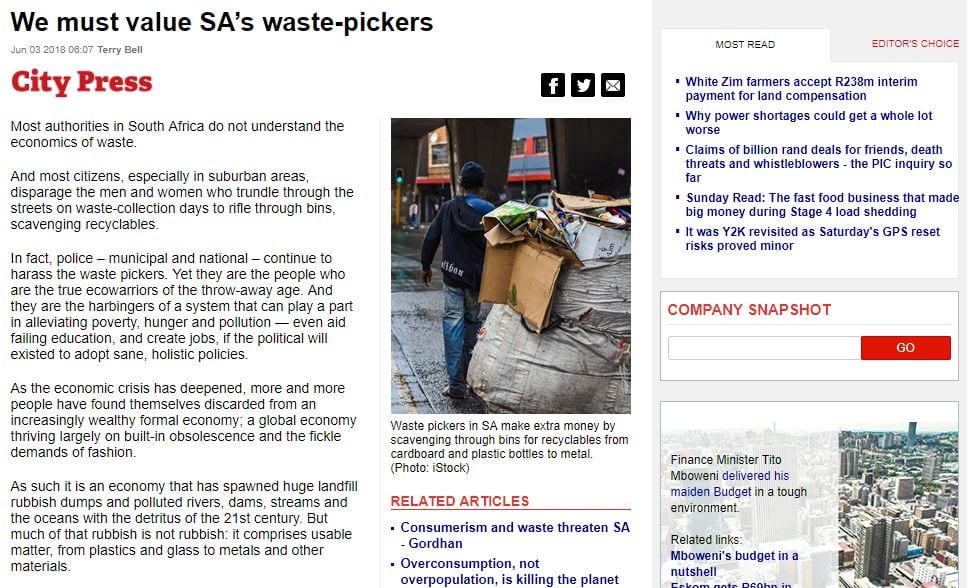 We must value SA's waste-pickers
Jun 03 2018 06:07 Terry Bell
City Press
Most authorities in South Africa do not understand the
economics of waste.
And most citizens, especially in suburban areas,
disparage the men and women who trundle through the
streets on waste-collection days to rifle through bins,
scavenging recyclables.
In fact, police – municipal and national – continue to
harass the waste pickers. Yet they are the people who
are the true ecowarriors of the throw-away age. And
they are the harbingers of a system that can play a part
in alleviating poverty, hunger and pollution — even aid
failing education, and create jobs, if the political will
existed to adopt sane, holistic policies.
As the economic crisis has deepened, more and more
people have found themselves discarded from an
increasingly wealthy formal economy; a global economy
thriving largely on built-in obsolescence and the fickle
demands of fashion.
As such it is an economy that has spawned huge landfill
rubbish dumps and polluted rivers, dams, streams and
the oceans with the detritus of the 21st century. But
much of that rubbish is not rubbish: it comprises usable
matter, from plastics and glass to metals and other
materials.
Waste pickers in SA make extra money by
scavenging through bins for recyclables from
cardboard and plastic bottles to metal.
(Photo: iStock)
RELATED ARTICLES
Consumerism and waste threaten SA
- Gordhan
Overconsumption, not
overpopulation, is killing the planet
MOST READ
EDITOR'S CHOICE
White Zim farmers accept R238m interim
payment for land compensation
Why power shortages could get a whole lot
worse
Claims of billion rand deals for friends, death
threats and whistleblowers - the PIC inquiry so
far
Sunday Read: The fast food business that made
big money during Stage 4 load shedding
It was Y2K revisited as Saturday's GPS reset
risks proved minor
COMPANY SNAPSHOT
GO
Finance Minister Tito
Mboweni delivered his
maiden Budget in a tough
environment.
Related links:
Mboweni's budget in a
nutshell
Eskom gets R69bn in